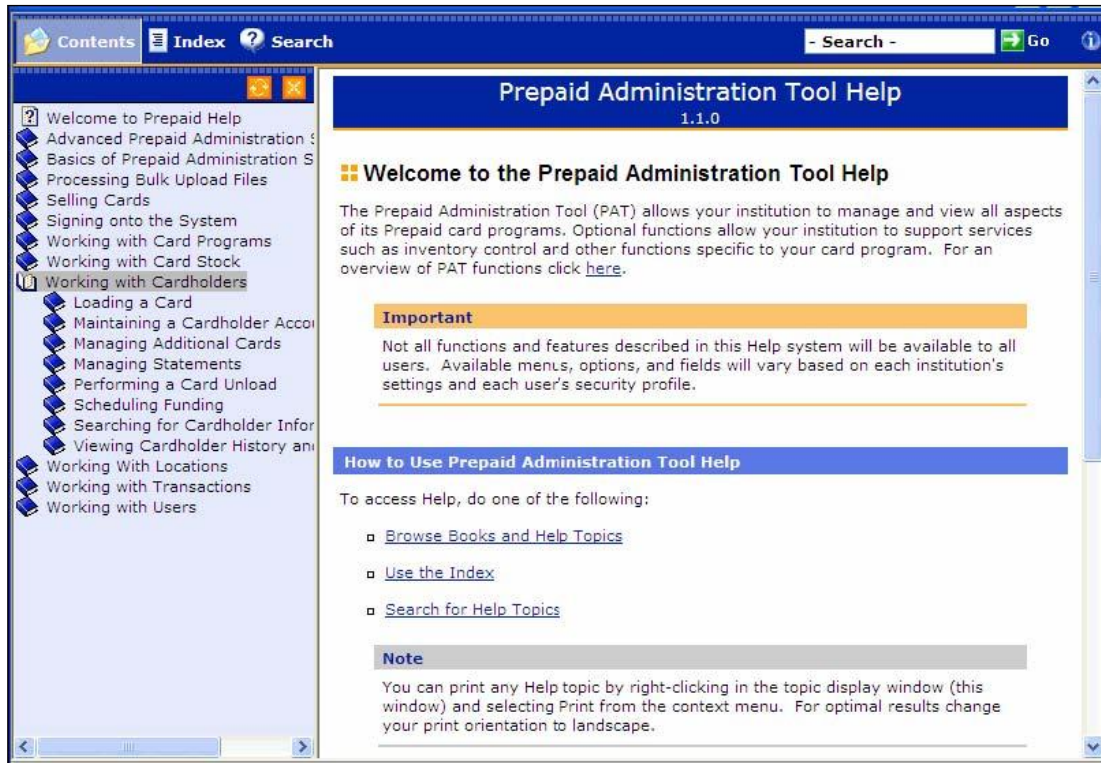 Contents Index Search - Search - Go
Welcome to Prepaid Help
Advanced Prepaid Administration
Basics of Prepaid Administration S
Processing Bulk Upload Files
Selling Cards
Signing onto the System
Working with Card Programs
Working with Card Stock
Working with Cardholders
Loading a Card
Maintaining a Cardholder Accou
Managing Additional Cards
Managing Statements
Performing a Card Unload
Scheduling Funding
Searching for Cardholder Infor
Viewing Cardholder History an
Working With Locations
Working with Transactions
Working with Users
Prepaid Administration Tool Help
1.1.0
Welcome to the Prepaid Administration Tool Help
The Prepaid Administration Tool (PAT) allows your institution to manage and view all aspects
of its Prepaid card programs. Optional functions allow your institution to support services
such as inventory control and other functions specific to your card program. For an
overview of PAT functions click here.
Important
Not all functions and features described in this Help system will be available to all
users. Available menus, options, and fields will vary based on each institution's
settings and each user's security profile.
How to Use Prepaid Administration Tool Help
To access Help, do one of the following:
Browse Books and Help Topics
Use the Index
Search for Help Topics
Note
You can print any Help topic by right-clicking in the topic display window (this
window) and selecting Print from the context menu. For optimal results change
your print orientation to landscape.